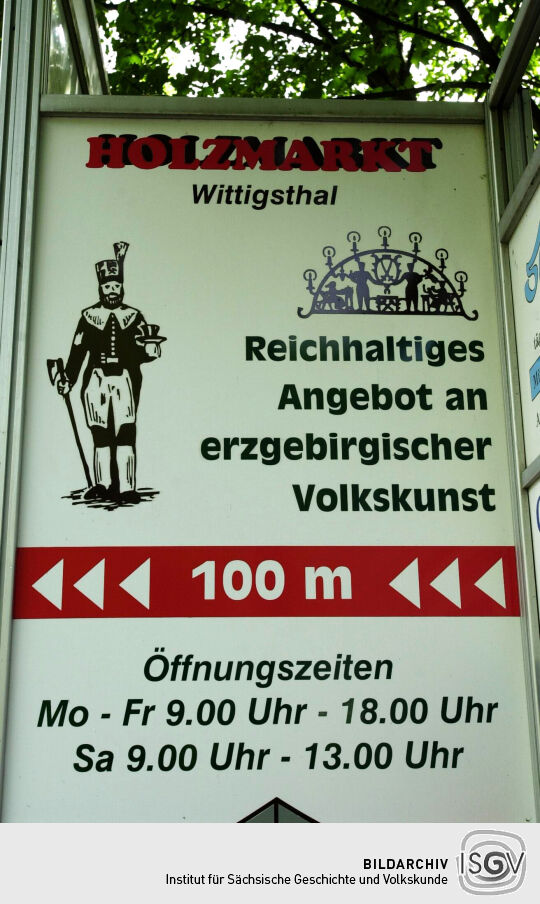 HOLZMARKT
Wittigsthal
Reichhaltiges
Angebot an
erzgebirgischer
Volkskunst
100 m
Öffnungszeiten
Mo - Fr 9.00 Uhr - 18.00 Uhr
Sa 9.00 Uhr - 13.00 Uhr
BILDARCHIV
Institut für Sächsische Geschichte und Volkskunde
ISGV